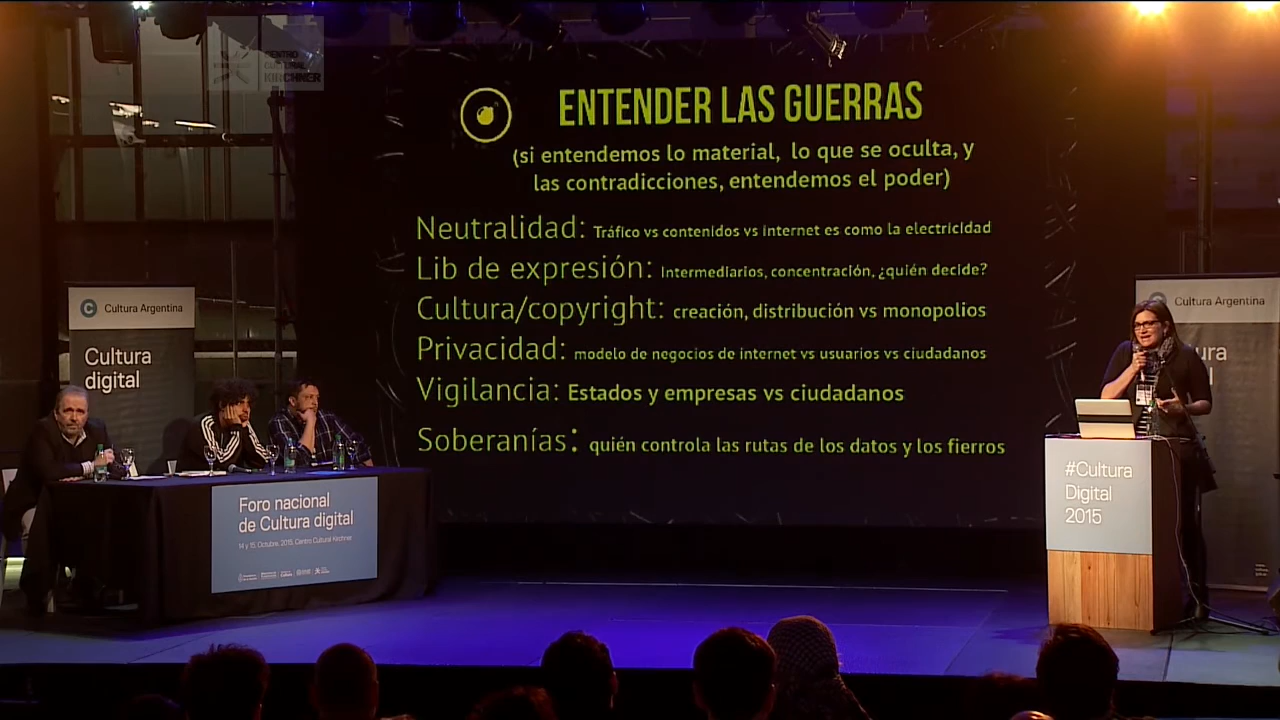 CENTRO
CULTURAL
KIRCHNER
ENTENDER LAS GUERRAS
(si entendemos lo material, lo que se oculta, y
las contradicciones, entendemos el poder)
Neutralidad: Tráfico vs contenidos vs internet es como la electricidad
Lib de expresión: Intermediarios, concentración, ¿quién decide?
Cultura/copyright: creación, distribución vs monopolios
Privacidad: modelo de negocios de internet vs usuarios vs ciudadanos
Vigilancia: Estados y empresas vs ciudadanos
Soberanías: quién controla las rutas de los datos y los fierros
Cultura Argentina
Cultura
digital
Foro nacional
de Cultura digital
14 y 15. Octubre, 2015. Centro Cultural Kirchner
#Cultura
Digital
2015
Cultura Argentina
ura
l